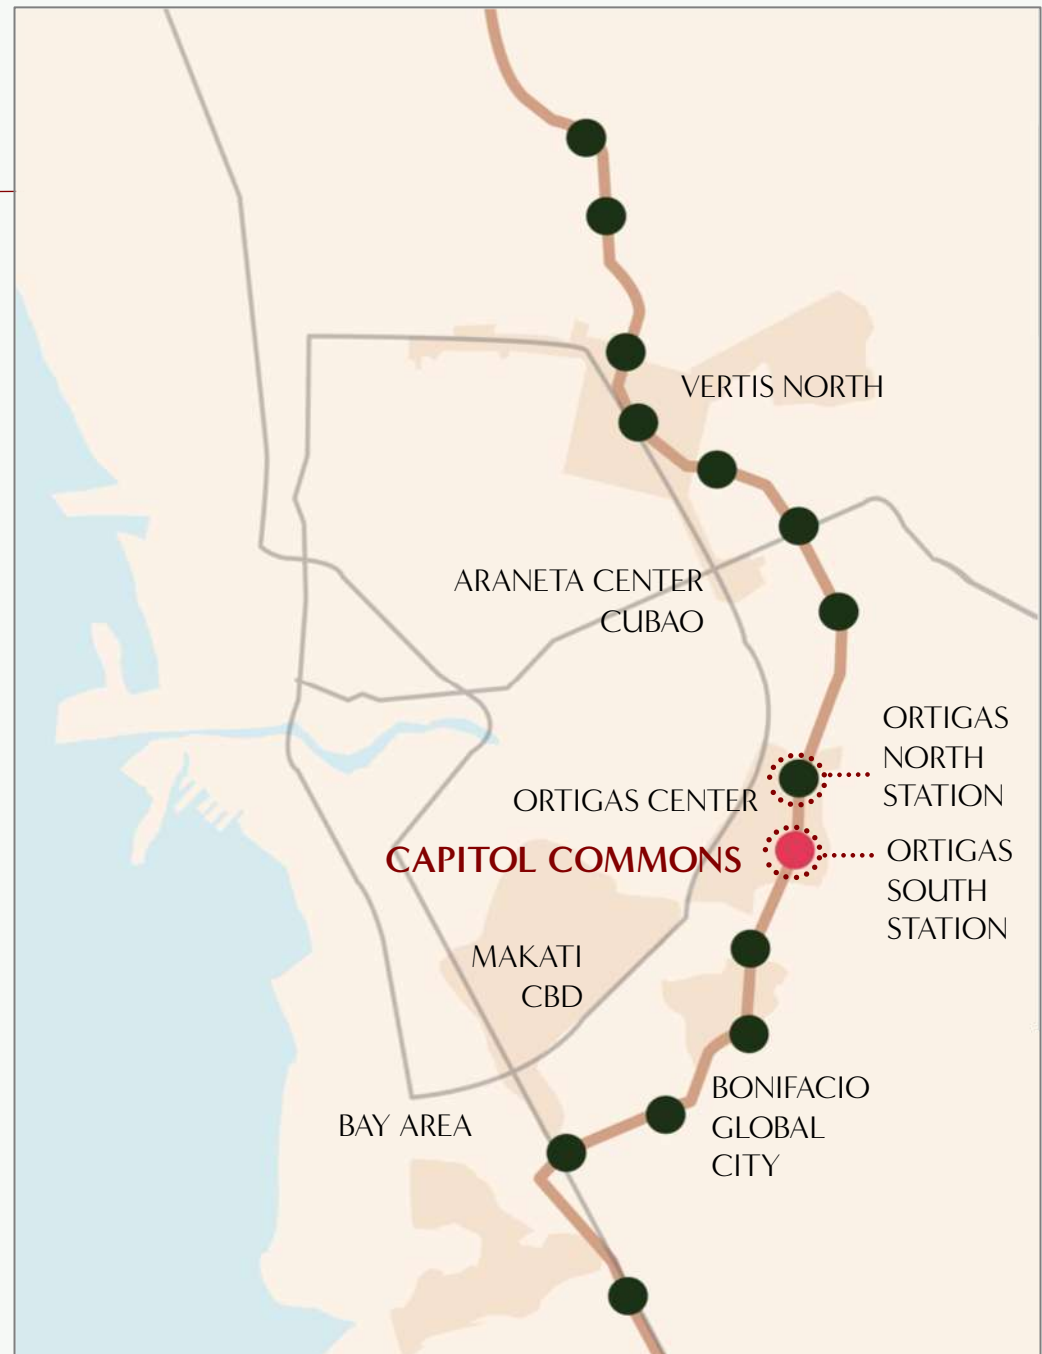 VERTIS NORTH
ARANETA CENTER
CUBAO
ORTIGAS
NORTH
STATION
ORTIGAS CENTER
CAPITOL COMMONS
ORTIGAS
SOUTH
STATION
MAKATI
CBD
BONIFACIO
GLOBAL
CITY
BAY AREA